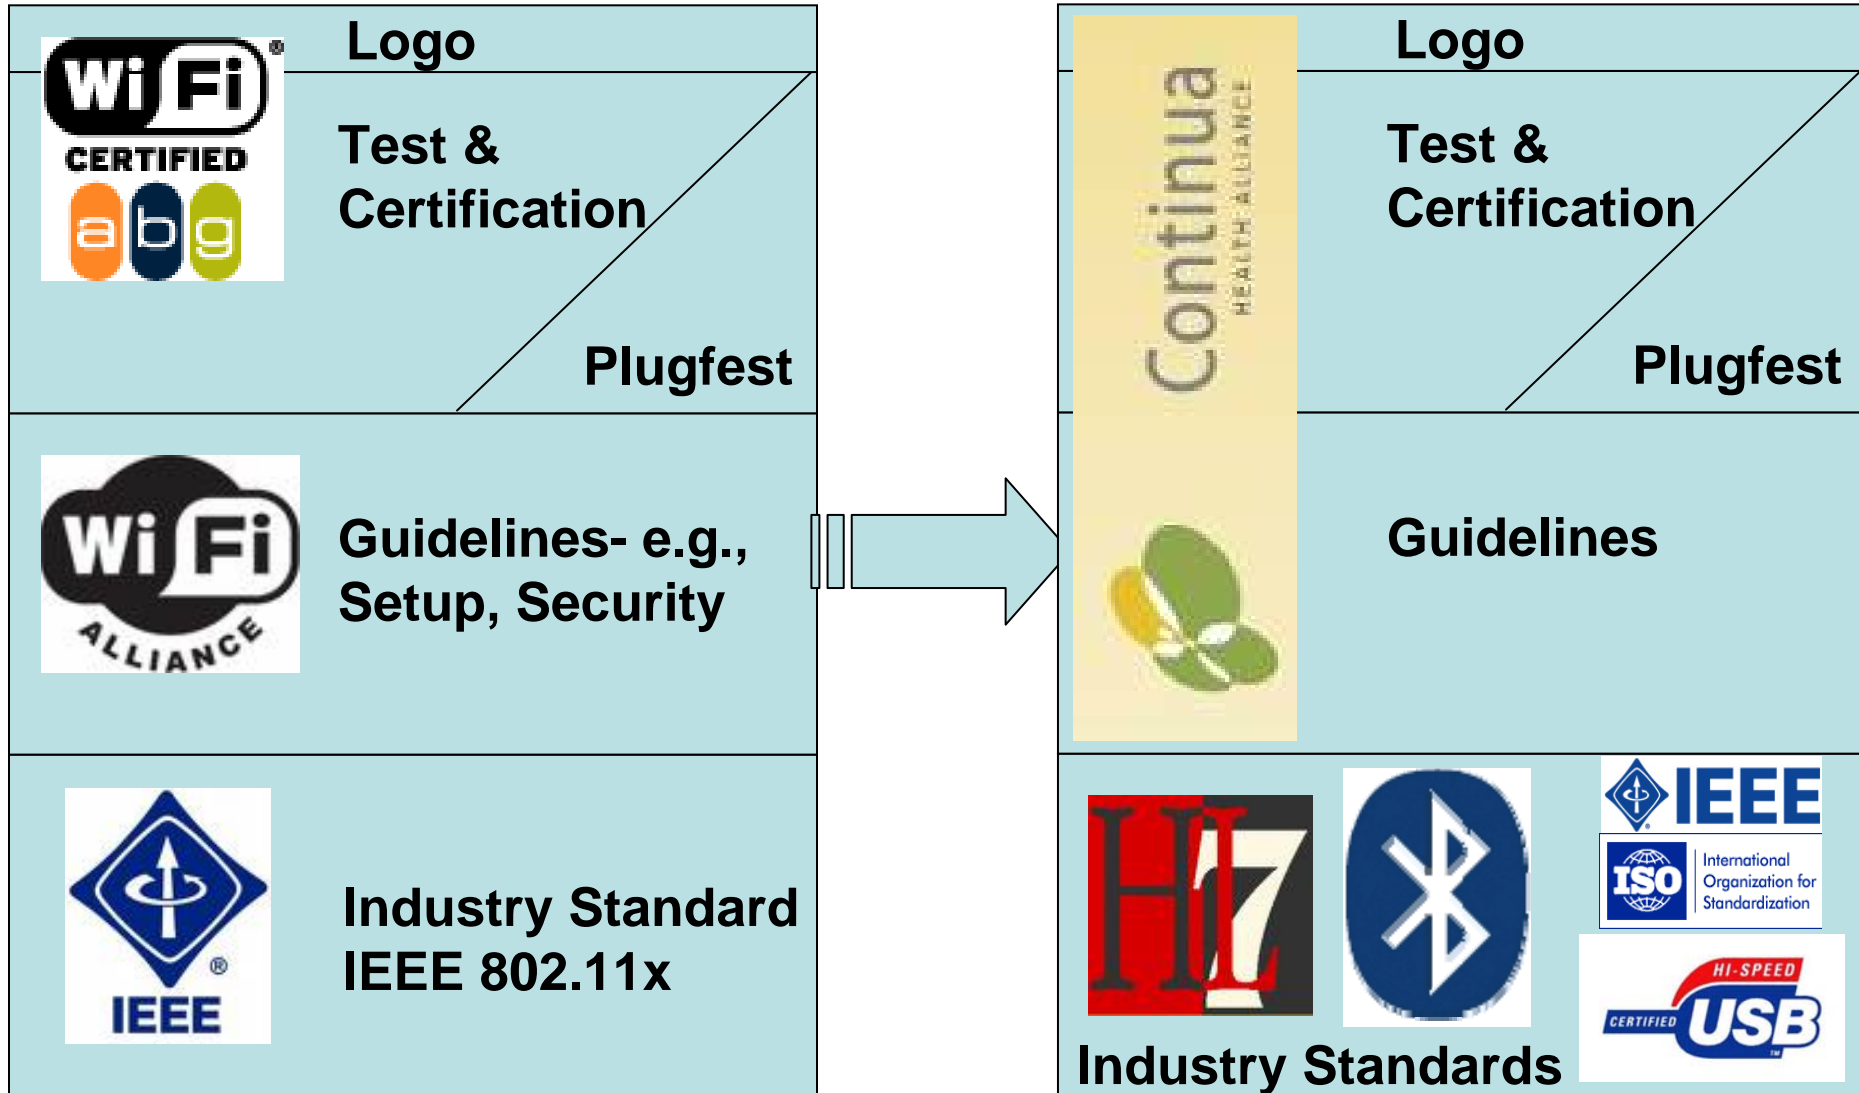 Logo
Wi Fi ®
CERTIFIED
a b g
Test &
Certification
Plugfest
Wi Fi
ALLIANCE
Guidelines- e.g.,
Setup, Security
®
IEEE
Industry Standard
IEEE 802.11x
Logo
Continua
HEALTH ALLIANCE
Test &
Certification
Plugfest
Guidelines
HL7
IEEE
ISO
International
Organization for
Standardization
HI-SPEED
CERTIFIED USB
TM
Industry Standards